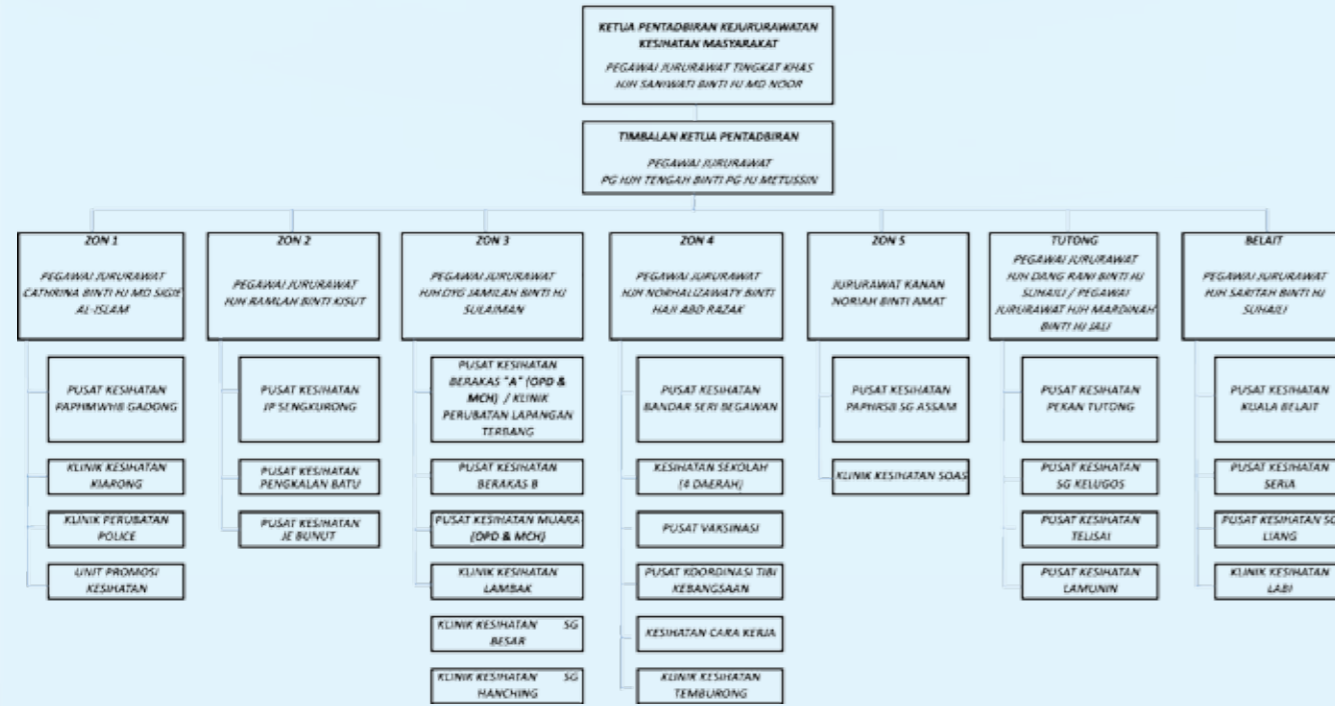 KETUA PENTADBIRAN KEJURURAWATAN
KESIHATAN MASYARAKAT
PEGAWAI JURURAWAT TINGKAT KHAS
HJH SANIWATI BINTI HJ MD NOOR
TIMBALAN KETUA PENTADBIRAN
PEGAWAI JURURAWAT
PG HJH TENGAH BINTI PG HJ METUSSIN
ZON 1
PEGAWAI JURURAWAT
CATHRINA BINTI HJ MD SIGIE
AL-ISLAM
PUSAT KESIHATAN
PAPHMWHB GADONG
KLINIK KESIHATAN
KIARONG
KLINIK PERUBATAN
POLICE
UNIT PROMOSI
KESIHATAN
ZON 2
PEGAWAI JURURAWAT
HJH RAMLAH BINTI KISUT
PUSAT KESIHATAN
JP SENGKURONG
PUSAT KESIHATAN
PENGKALAN BATU
PUSAT KESIHATAN
JE BUNUT
ZON 3
PEGAWAI JURURAWAT
HJH DYG JAMILAH BINTI HJ
SULAIMAN
PUSAT KESIHATAN
BERAKAS "A" (OPD &
MCH) / KLINIK
PERUBATAN LAPANGAN
TERBANG
PUSAT KESIHATAN
BERAKAS B
PUSAT KESIHATAN MUARA
(OPD & MCH)
KLINIK KESIHATAN
LAMBAK
KLINIK KESIHATAN SG
BESAR
KLINIK KESIHATAN SG
HANCHING
ZON 4
PEGAWAI JURURAWAT
HJH NORHALIZAWATY BINTI
HAJI ABD RAZAK
PUSAT KESIHATAN
BANDAR SERI BEGAWAN
KESIHATAN SEKOLAH
(4 DAERAH)
PUSAT VAKSINASI
PUSAT KOORDINASI TIBI
KEBANGSAAN
KESIHATAN CARA KERJA
KLINIK KESIHATAN
TEMBURONG
ZON 5
JURURAWAT KANAN
NORIAH BINTI AMAT
PUSAT KESIHATAN
PAPHRSB SG ASSAM
KLINIK KESIHATAN SOAS
TUTONG
PEGAWAI JURURAWAT
HJH DANG RANI BINTI HJ
SUHAILI / PEGAWAI
JURURAWAT HJH MARDINAH
BINTI HJ JALI
PUSAT KESIHATAN
PEKAN TUTONG
PUSAT KESIHATAN
SG KELUGOS
PUSAT KESIHATAN
TELISAI
PUSAT KESIHATAN
LAMUNIN
BELAIT
PEGAWAI JURURAWAT
HJH SARITAH BINTI HJ
SUHAILI
PUSAT KESIHATAN
KUALA BELAIT
PUSAT KESIHATAN
SERIA
PUSAT KESIHATAN SG
LIANG
KLINIK KESIHATAN
LABI